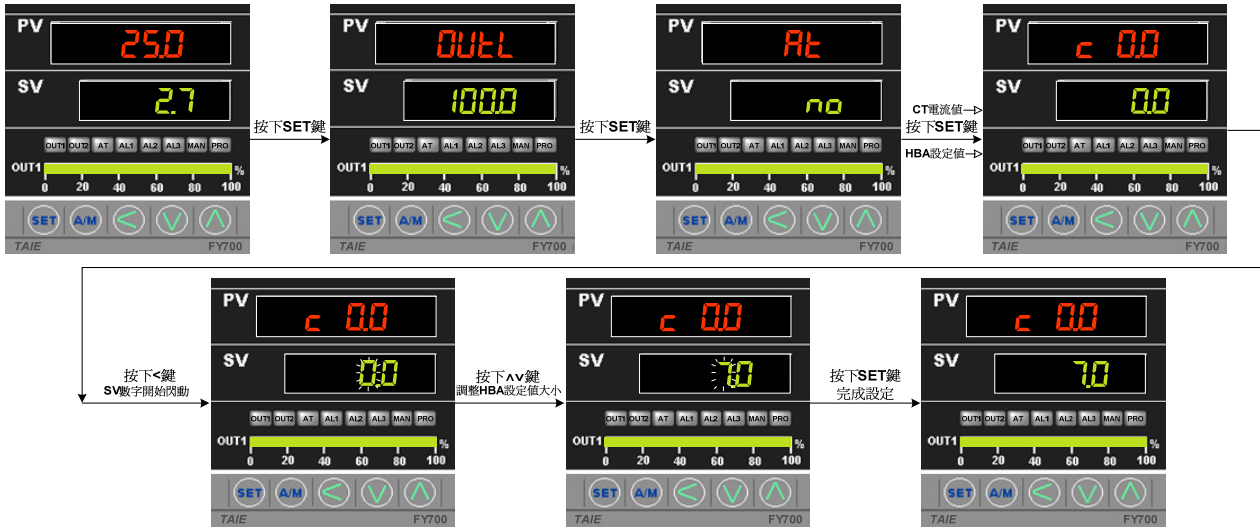 PV 25.0
SV 2.7
OUT1 OUT2 AT AL1 AL2 AL3 MAN PRO
OUT1 %
0 20 40 60 80 100
SET A/M < ∨ ∧
TAIE FY700
按下SET鍵
PV OUtL
SV 100.0
OUT1 OUT2 AT AL1 AL2 AL3 MAN PRO
OUT1 %
0 20 40 60 80 100
SET A/M < ∨ ∧
TAIE FY700
按下SET鍵
PV At
SV no
OUT1 OUT2 AT AL1 AL2 AL3 MAN PRO
OUT1 %
0 20 40 60 80 100
SET A/M < ∨ ∧
TAIE FY700
CT電流值
按下SET鍵
HBA設定值
PV c 0.0
SV 0.0
OUT1 OUT2 AT AL1 AL2 AL3 MAN PRO
OUT1 %
0 20 40 60 80 100
SET A/M < ∨ ∧
TAIE FY700
按下<鍵
SV數字開始閃動
PV c 0.0
SV 0.0
OUT1 OUT2 AT AL1 AL2 AL3 MAN PRO
OUT1 %
0 20 40 60 80 100
SET A/M < ∨ ∧
TAIE FY700
按下∧∨鍵
調整HBA設定值大小
PV c 0.0
SV 7.0
OUT1 OUT2 AT AL1 AL2 AL3 MAN PRO
OUT1 %
0 20 40 60 80 100
SET A/M < ∨ ∧
TAIE FY700
按下SET鍵
完成設定
PV c 0.0
SV 7.0
OUT1 OUT2 AT AL1 AL2 AL3 MAN PRO
OUT1 %
0 20 40 60 80 100
SET A/M < ∨ ∧
TAIE FY700